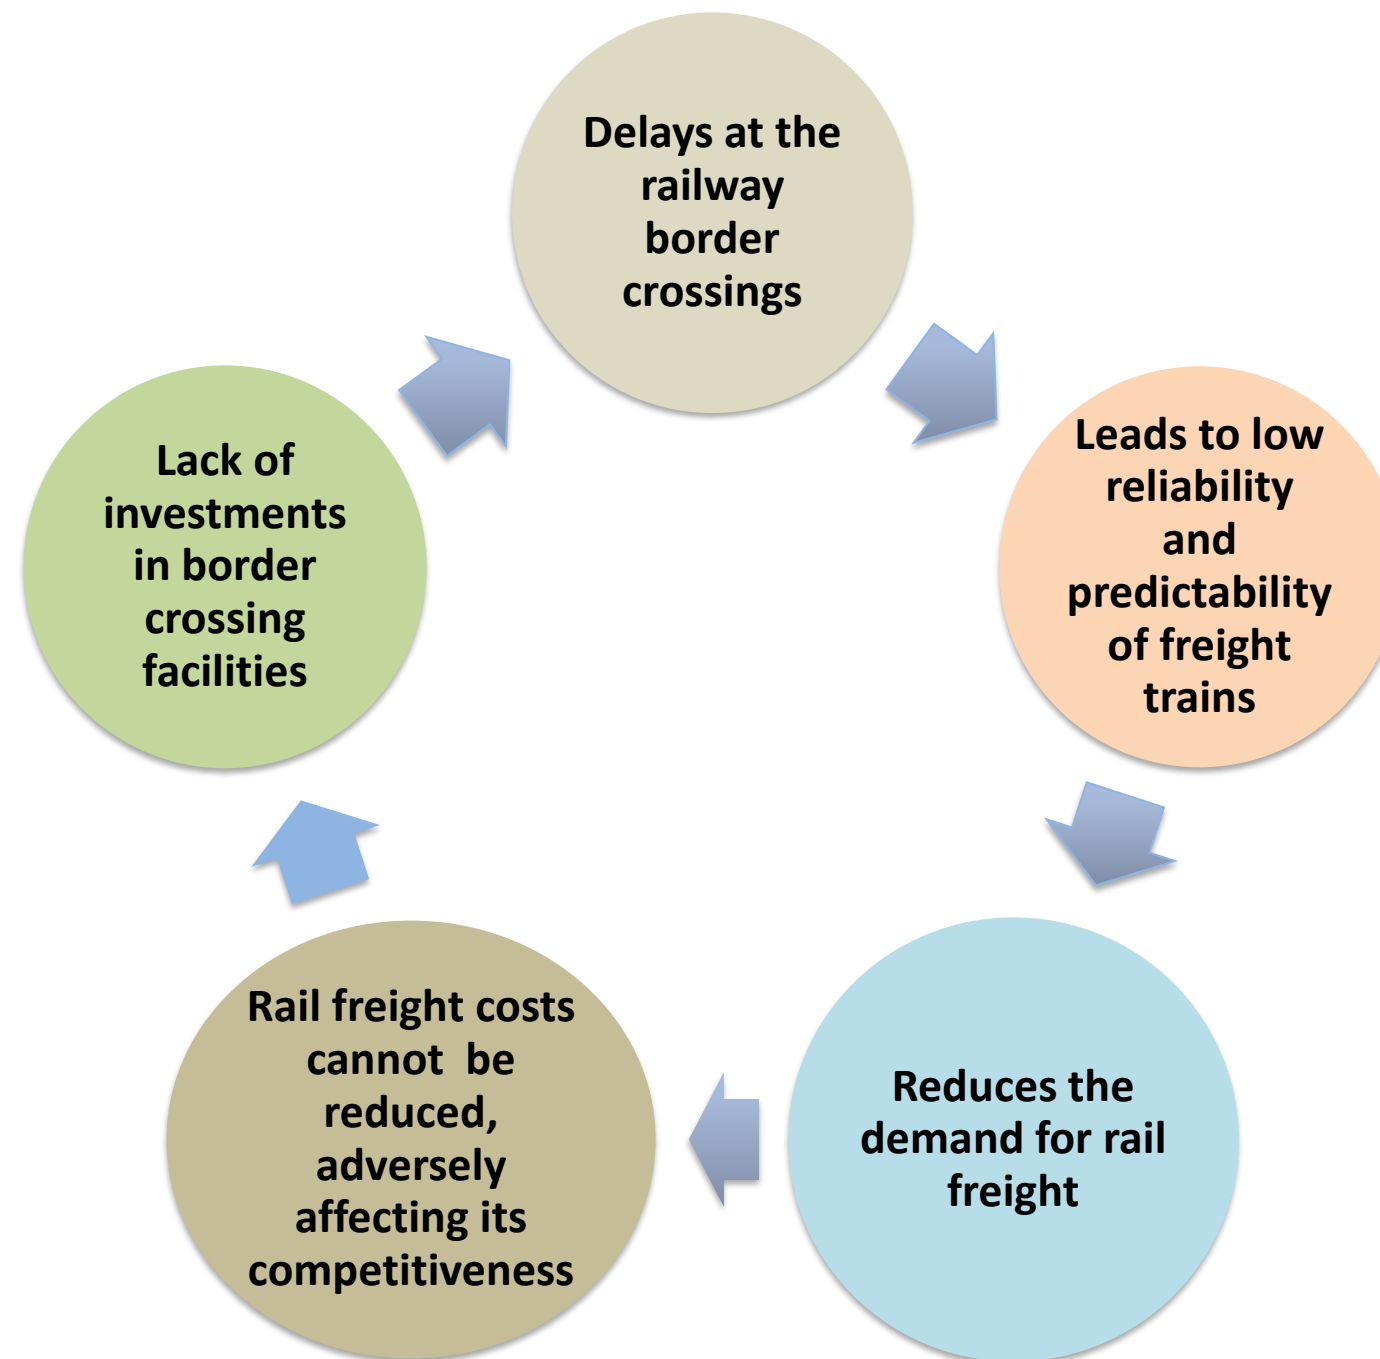 Delays at the
railway
border
crossings
Leads to low
reliability
and
predictability
of freight
trains
Reduces the
demand for rail
freight
Rail freight costs
cannot  be
reduced,
adversely
affecting its
competitiveness
Lack of
investments
in border
crossing
facilities